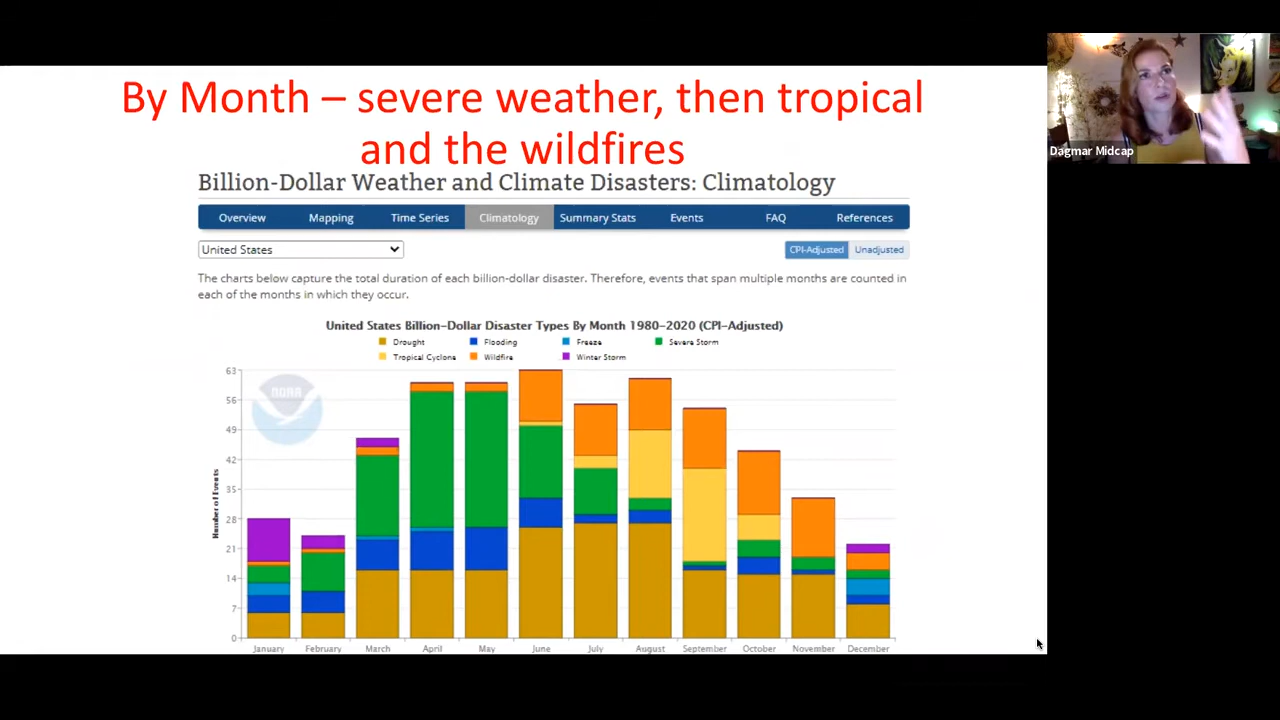 By Month – severe weather, then tropical
and the wildfires
Dagmar Midcap
Billion-Dollar Weather and Climate Disasters: Climatology
Overview Mapping Time Series Climatology Summary Stats Events FAQ References
United States CPI-Adjusted Unadjusted
The charts below capture the total duration of each billion-dollar disaster. Therefore, events that span multiple months are counted in
each of the months in which they occur.
United States Billion-Dollar Disaster Types By Month 1980–2020 (CPI-Adjusted)
Drought Flooding Freeze Severe Storm
Tropical Cyclone Wildfire Winter Storm
63
56
49
42
35
28
21
14
7
0
Number of Events
NOAA
January February March April May June July August September October November December